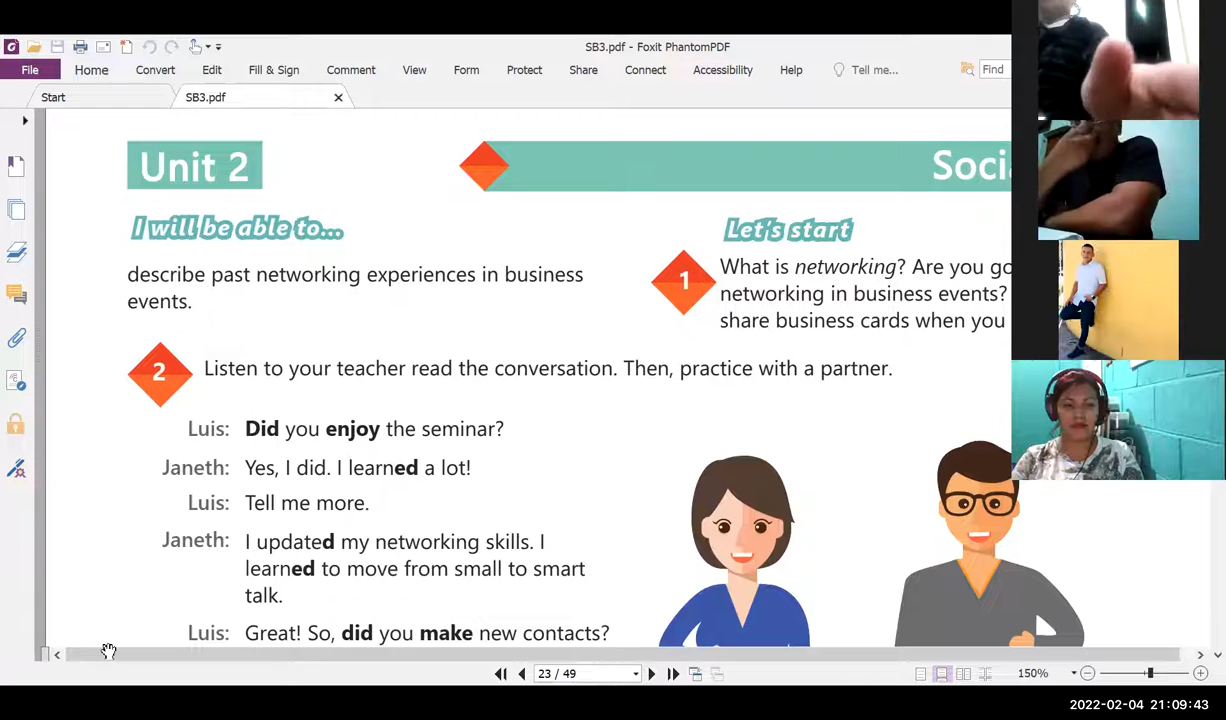 SB3.pdf - Foxit PhantomPDF
File Home Convert Edit Fill & Sign Comment View Form Protect Share Connect Accessibility Help Tell me... Find
Start SB3.pdf
Unit 2
Soci
I will be able to...
Let's start
describe past networking experiences in business
events.
1
What is networking? Are you go
networking in business events?
share business cards when you
2
Listen to your teacher read the conversation. Then, practice with a partner.
Luis: Did you enjoy the seminar?
Janeth: Yes, I did. I learned a lot!
Luis: Tell me more.
Janeth: I updated my networking skills. I
learned to move from small to smart
talk.
Luis: Great! So, did you make new contacts?
23 / 49
150%
2022-02-04 21:09:43